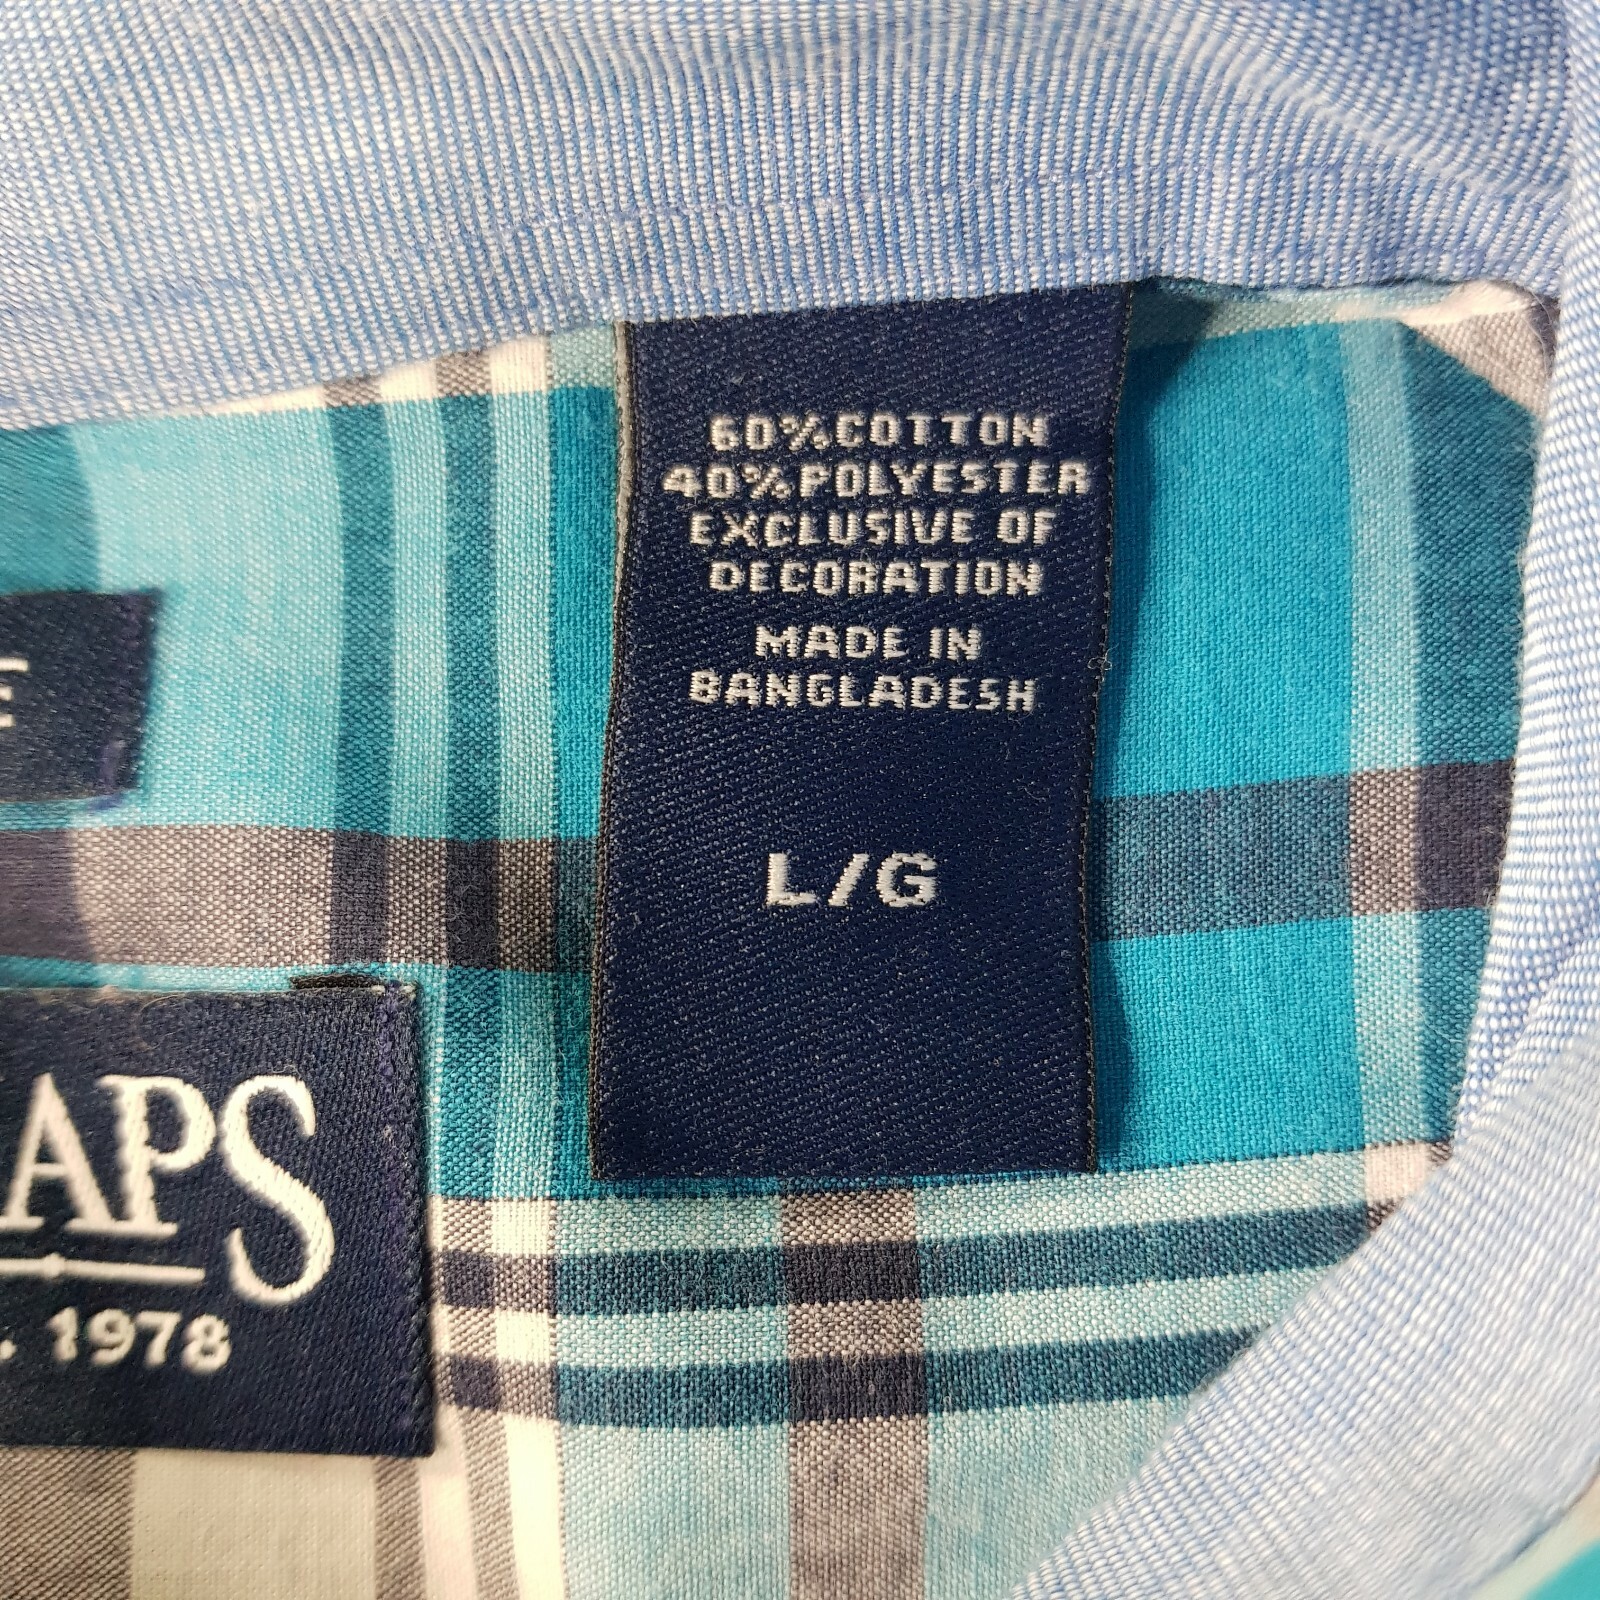 60% COTTON
40% POLYESTER
EXCLUSIVE OF
DECORATION
MADE IN
BANGLADESH
L/G
APS
. 1978